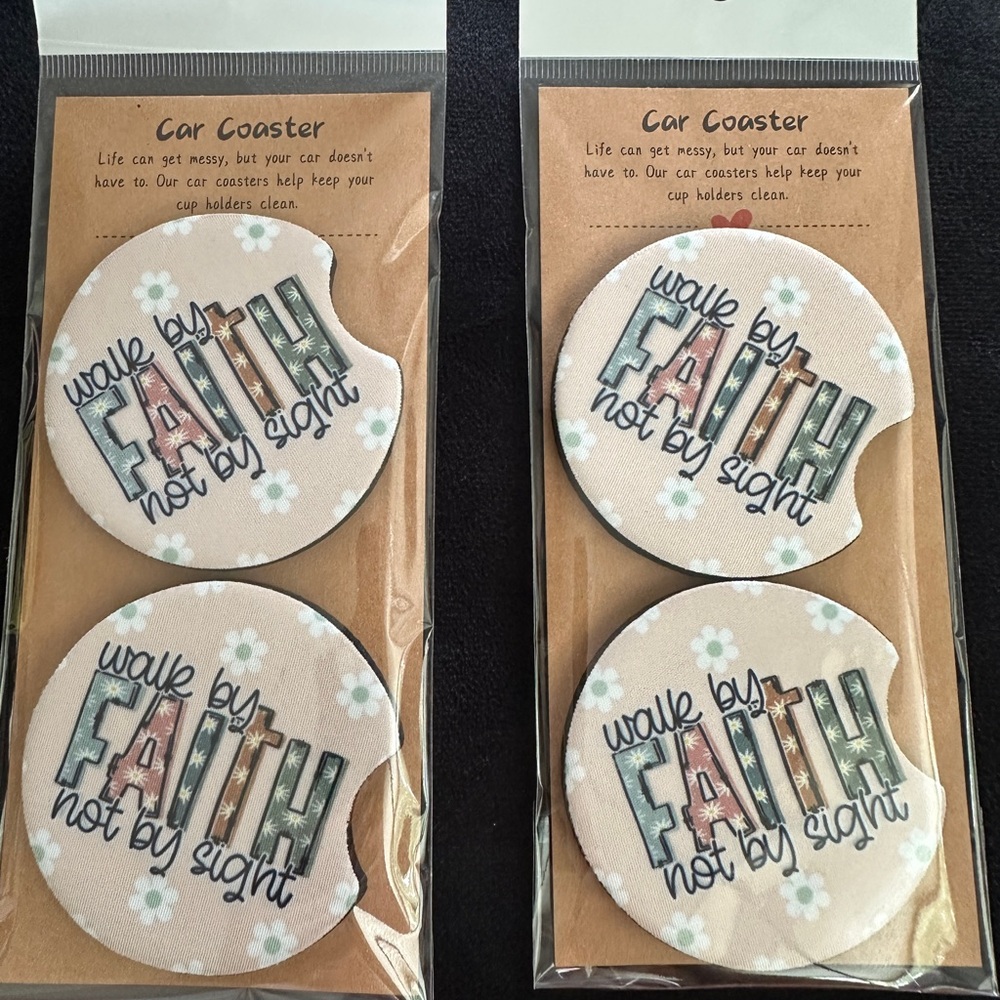 Car Coaster
Life can get messy, but your car doesn't
have to. Our car coasters help keep your
cup holders clean.
walk by
FAITH
not by sight
walk by
FAITH
not by sight
Car Coaster
Life can get messy, but your car doesn't
have to. Our car coasters help keep your
cup holders clean.
walk by
FAITH
not by sight
walk by
FAITH
not by sight